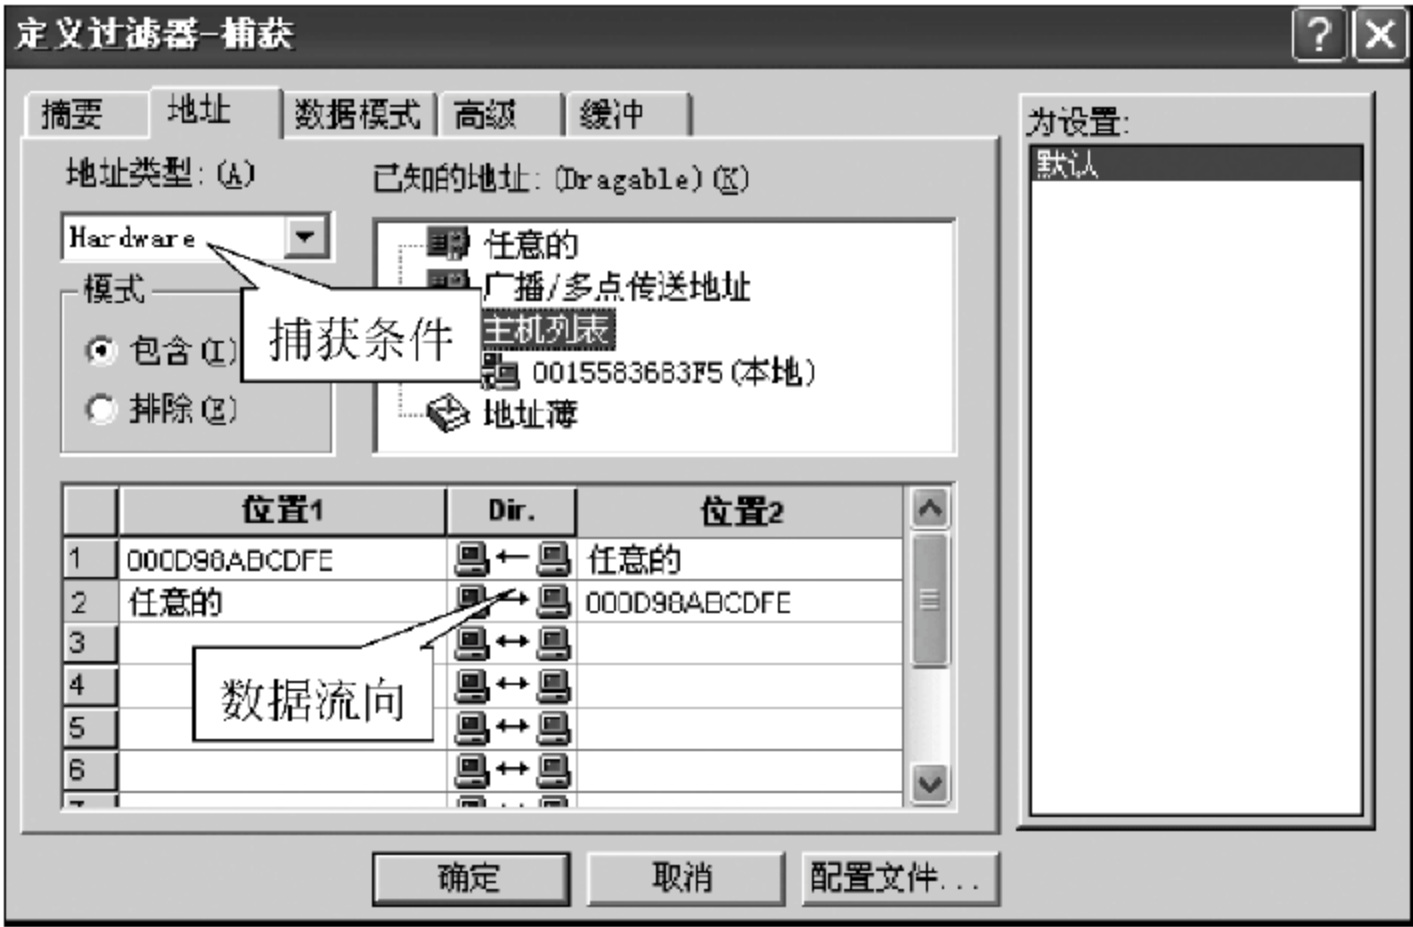 定义过滤器-捕获
摘要 地址 数据模式 高级 缓冲
地址类型:(A) 已知的地址:(Dragable)(K)
Hardware
任意的
广播/多点传送地址
主机列表
0015583683F5(本地)
地址薄
模式
包含(I)
排除(E)
捕获条件
位置1 Dir. 位置2
1 000D98ABCDFE 任意的
2 任意的 000D98ABCDFE
3
4
5
6
数据流向
确定 取消 配置文件...
为设置:
默认